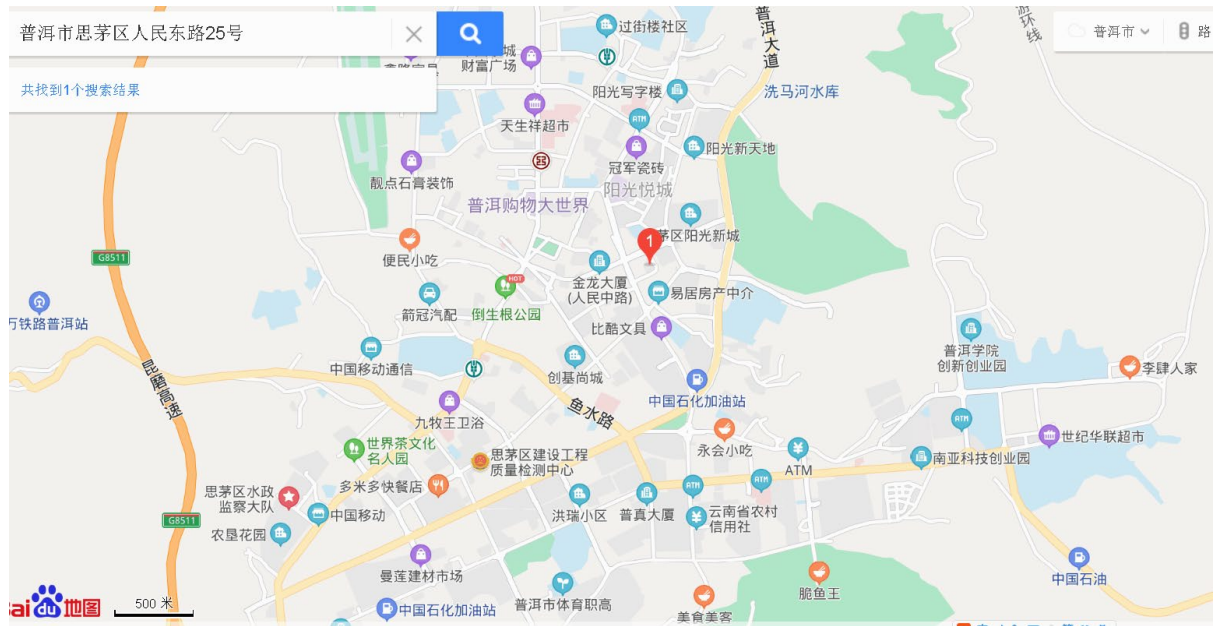 普洱市思茅区人民东路25号
共找到1个搜索结果
过街楼社区
普洱大道
普洱市
路
财富广场
阳光写字楼
ATM
洗马河水库
天生祥超市
冠军瓷砖
阳光新天地
靓点石膏装饰
阳光悦城
普洱购物大世界
茅区阳光新城
1
G8511
便民小吃
金龙大厦
(人民中路)
易居房产中介
HOT
箭冠汽配
倒生根公园
比酷文具
万铁路普洱站
昆磨高速
中国移动通信
创基尚城
普洱学院
创新创业园
李肆人家
中国石化加油站
鱼水路
九牧王卫浴
ATM
世界茶文化
名人园
永会小吃
世纪华联超市
思茅区建设工程
质量检测中心
ATM
南亚科技创业园
多米多快餐店
ATM
ATM
思茅区水政
监察大队
中国移动
洪瑞小区
普真大厦
云南省农村
信用社
G8511
农垦花园
曼莲建材市场
中国石油
脆鱼王
Bai du 地图
500 米
中国石化加油站
普洱市体育职高
美食美客